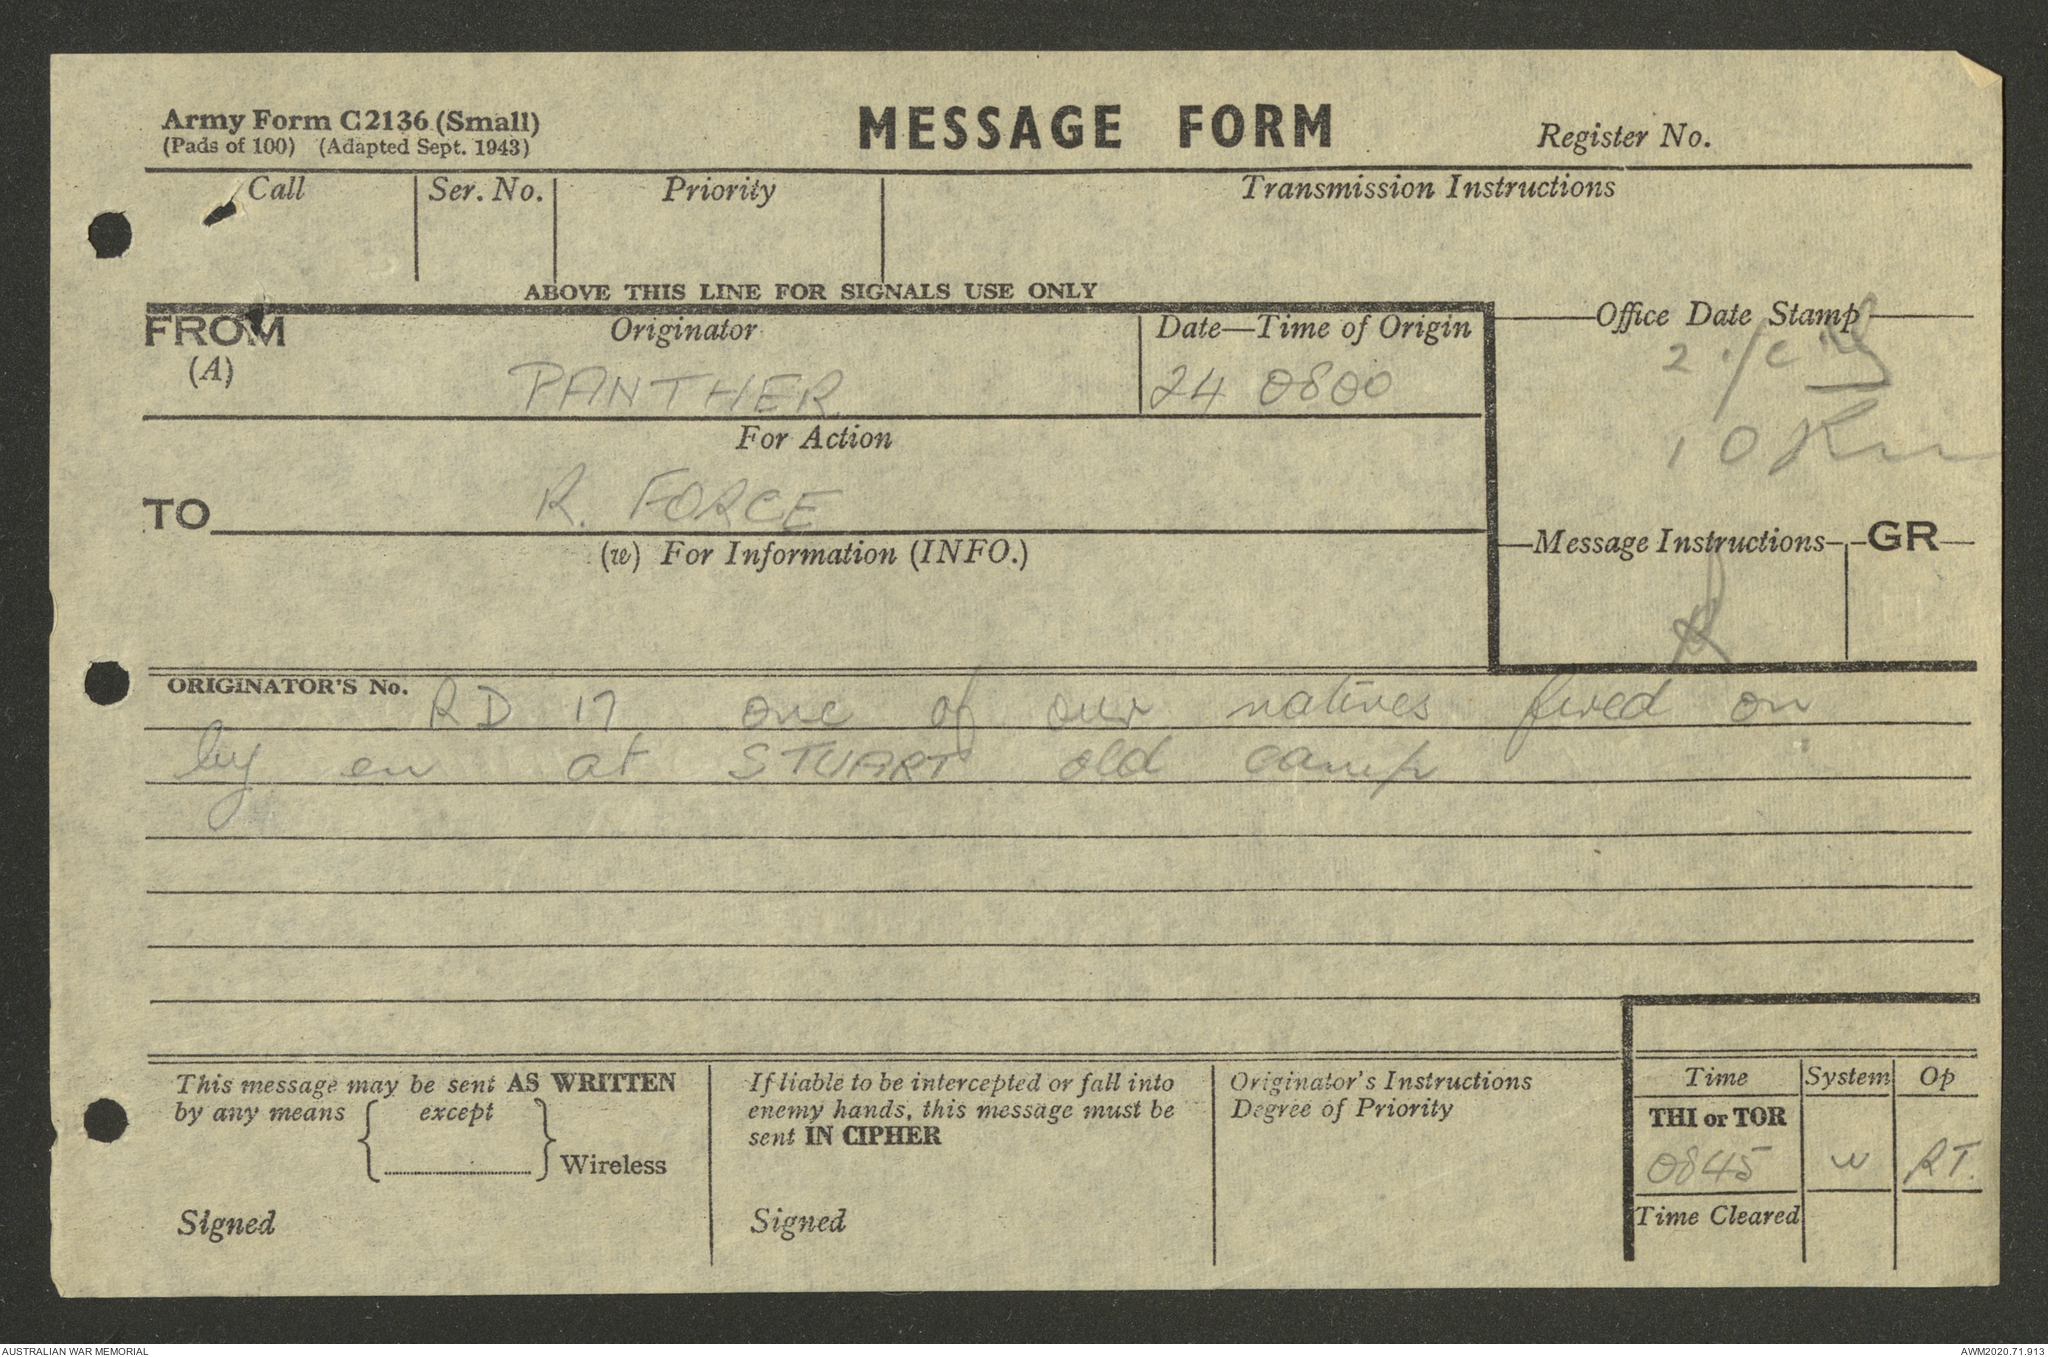 Army Form C2136 (Small)
(Pads of 100) (Adapted Sept. 1943)
MESSAGE FORM
Register No.
Call Ser. No. Priority Transmission Instructions
ABOVE THIS LINE FOR SIGNALS USE ONLY
FROM Originator Date—Time of Origin Office Date Stamp
(A) PANTHER 24 0800
For Action
10
TO R. FORCE
(w) For Information (INFO.) Message Instructions GR
ORIGINATOR'S No. RD 17 one of our natives fired on
by en at STUART old camp
This message may be sent AS WRITTEN
by any means { except
} Wireless
Signed
If liable to be intercepted or fall into
enemy hands, this message must be
sent IN CIPHER
Signed
Originator's Instructions
Degree of Priority
Time System Op
THI or TOR
0845 W RT.
Time Cleared
AUSTRALIAN WAR MEMORIAL AWM2020.71.913